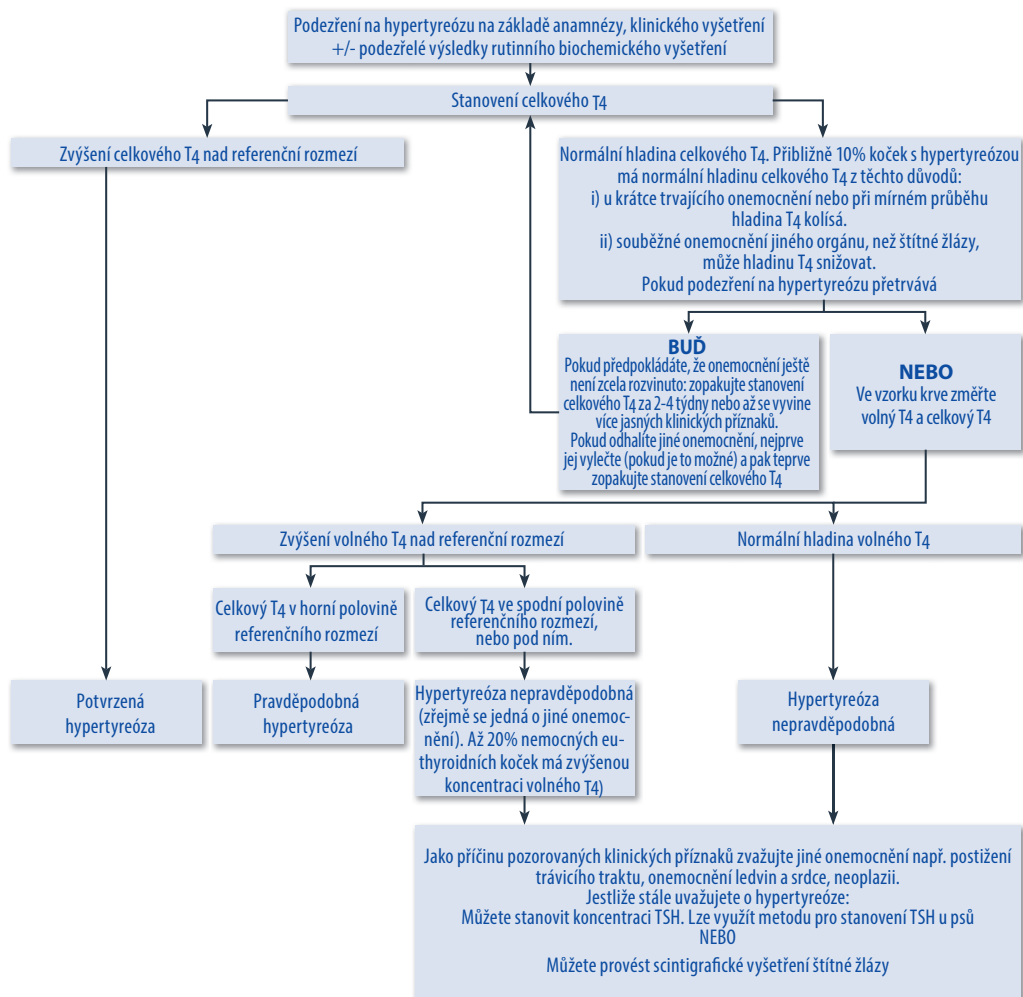 Podezření na hypertyreózu na základě anamnézy, klinického vyšetření
+/- podezřelé výsledky rutinního biochemického vyšetření
Stanovení celkového T4
Zvýšení celkového T4 nad referenční rozmezí
Normální hladina celkového T4. Přibližně 10% koček s hypertyreózou
má normální hladinu celkového T4 z těchto důvodů:
i) u krátce trvajícího onemocnění nebo při mírném průběhu
hladina T4 kolísá.
ii) souběžné onemocnění jiného orgánu, než štítné žlázy,
může hladinu T4 snižovat.
Pokud podezření na hypertyreózu přetrvává
BUĎ
Pokud předpokládáte, že onemocnění ještě
není zcela rozvinuto: zopakujte stanovení
celkového T4 za 2-4 týdny nebo až se vyvine
více jasných klinických příznaků.
Pokud odhalíte jiné onemocnění, nejprve
jej vylečte (pokud je to možné) a pak teprve
zopakujte stanovení celkového T4
NEBO
Ve vzorku krve změřte
volný T4 a celkový T4
Zvýšení volného T4 nad referenční rozmezí
Normální hladina volného T4
Celkový T4 v horní polovině
referenčního rozmezí
Celkový T4 ve spodní polovině
referenčního rozmezí,
nebo pod ním.
Potvrzená
hypertyreóza
Pravděpodobná
hypertyreóza
Hypertyreóza nepravděpodobná
(zřejmě se jedná o jiné onemoc-
nění). Až 20% nemocných eu-
thyroidních koček má zvýšenou
koncentraci volného T4)
Hypertyreóza
nepravděpodobná
Jako příčinu pozorovaných klinických příznaků zvažujte jiné onemocnění např. postižení
trávicího traktu, onemocnění ledvin a srdce, neoplazii.
Jestliže stále uvažujete o hypertyreóze:
Můžete stanovit koncentraci TSH. Lze využít metodu pro stanovení TSH u psů
NEBO
Můžete provést scintigrafické vyšetření štítné žlázy